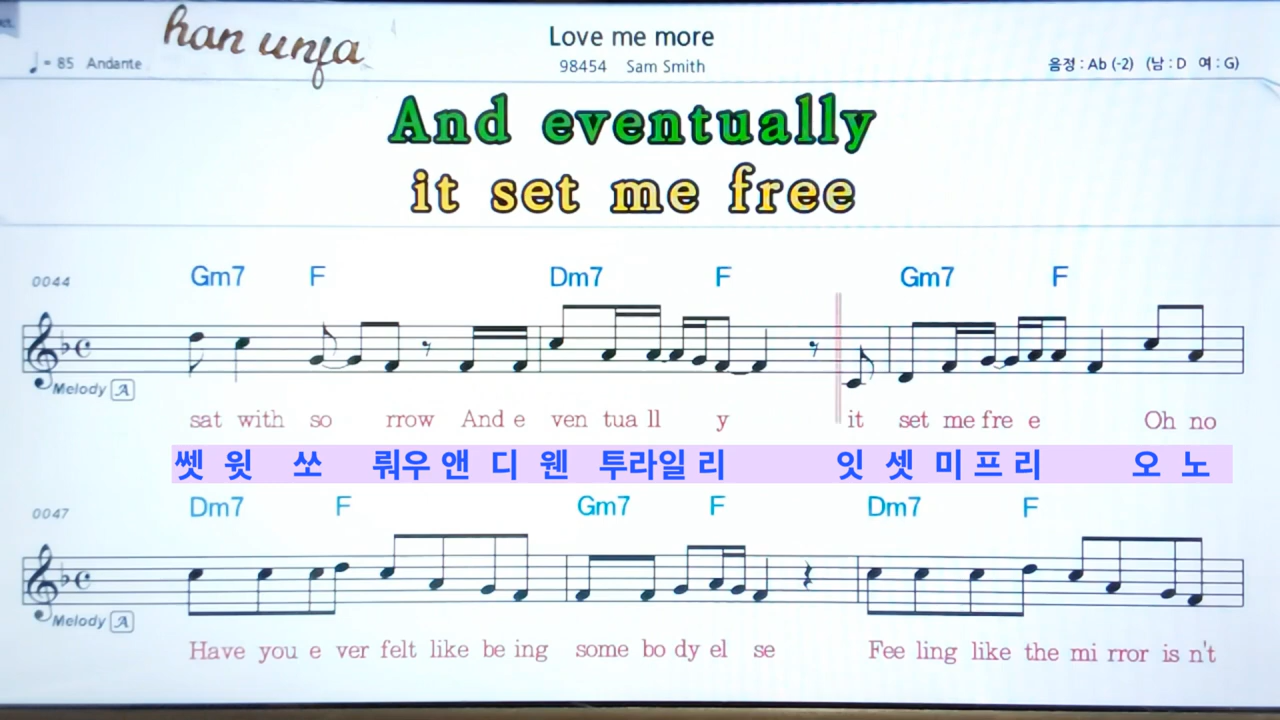 han unja
Love me more
♩= 85 Andante
98454 Sam Smith
음정 : Ab (-2) (남 : D 여 : G)
And eventually
it set me free
0044
Gm7 F Dm7 F Gm7 F
Melody A
sat with so rrow And e ven tua ll y it set me fre e Oh no
쎗 윗 쏘 뤄우 앤 디 웬 투라일 리 잇 셋 미 프 리 오 노
0047
Dm7 F Gm7 F Dm7 F
Melody A
Have you e ver felt like be ing some bo dy el se Fee ling like the mi rror is n't